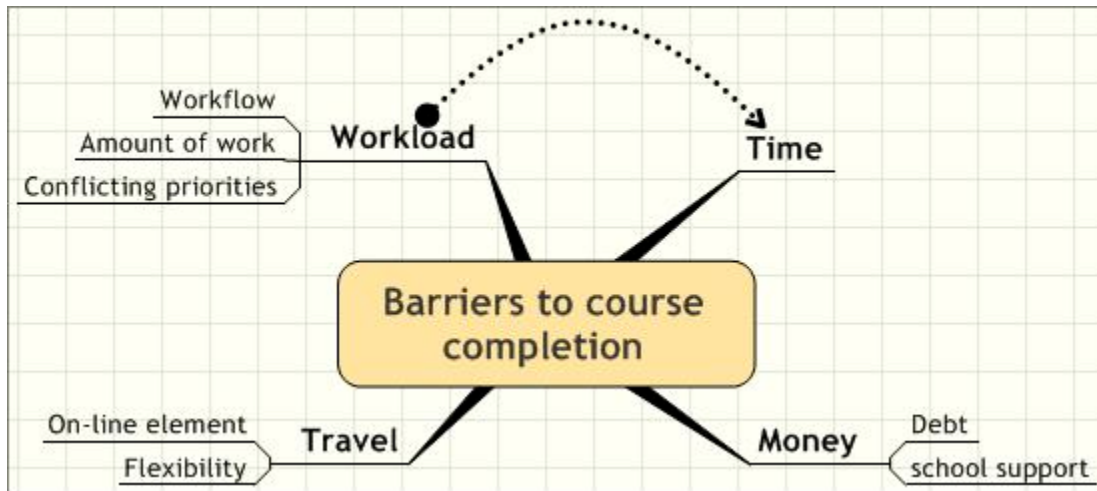 Workload
Workflow
Amount of work
Conflicting priorities
Time
Barriers to course
completion
Travel
On-line element
Flexibility
Money
Debt
school support